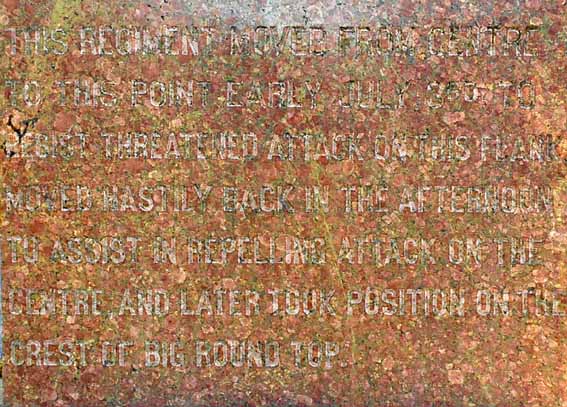 THIS REGIMENT MOVED FROM CENTRE
TO THIS POINT EARLY JULY, 3RD TO
RESIST THREATENED ATTACK ON THIS FLANK
MOVED HASTILY BACK IN THE AFTERNOON
TO ASSIST IN REPELLING ATTACK ON THE
CENTRE, AND LATER TOOK POSITION ON THE
CREST OF BIG ROUND TOP.